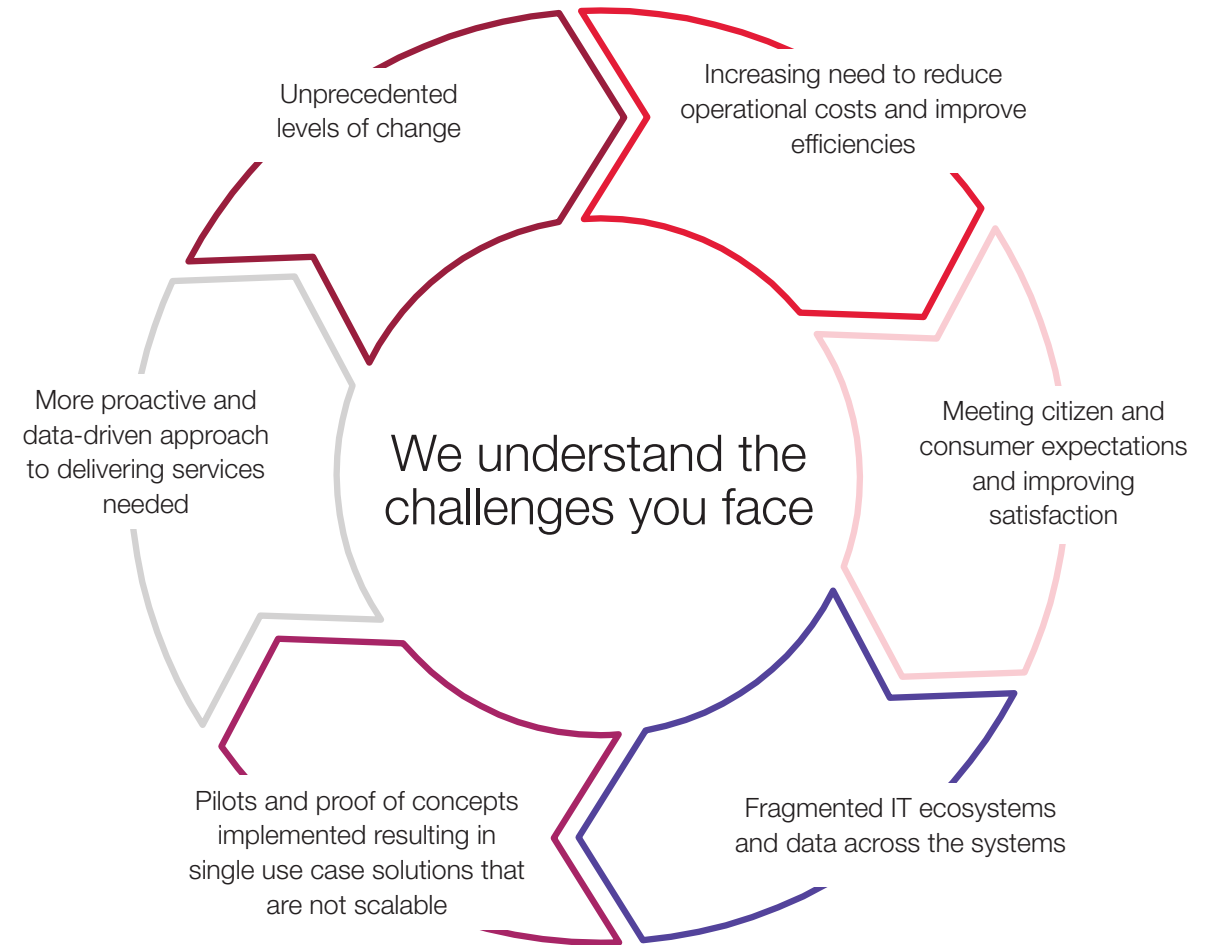 Unprecedented
levels of change
Increasing need to reduce
operational costs and improve
efficiencies
Meeting citizen and
consumer expectations
and improving
satisfaction
Fragmented IT ecosystems
and data across the systems
Pilots and proof of concepts
implemented resulting in
single use case solutions that
are not scalable
More proactive and
data-driven approach
to delivering services
needed
We understand the
challenges you face